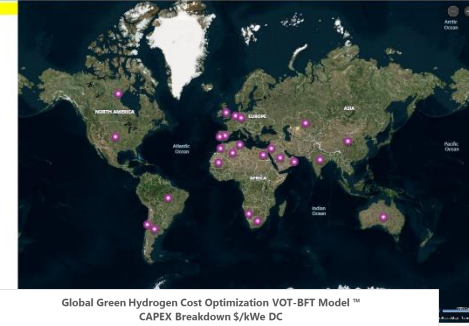 Arctic
Ocean
NORTH AMERICA
EUROPE
ASIA
Atlantic
Ocean
Pacific
Ocean
AFRICA
Indian
Ocean
Global Green Hydrogen Cost Optimization VOT-BFT Model ™
CAPEX Breakdown $/kWe DC